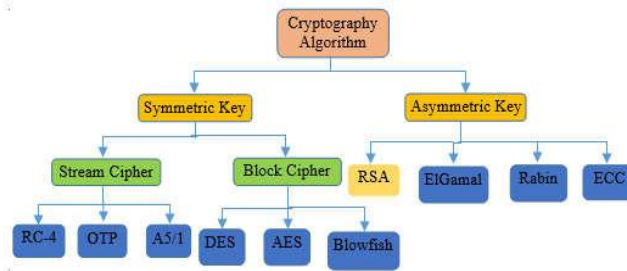 Cryptography
Algorithm
Symmetric Key
Asymmetric Key
Stream Cipher
Block Cipher
RSA
ElGamal
Rabin
ECC
RC-4
OTP
A5/1
DES
AES
Blowfish